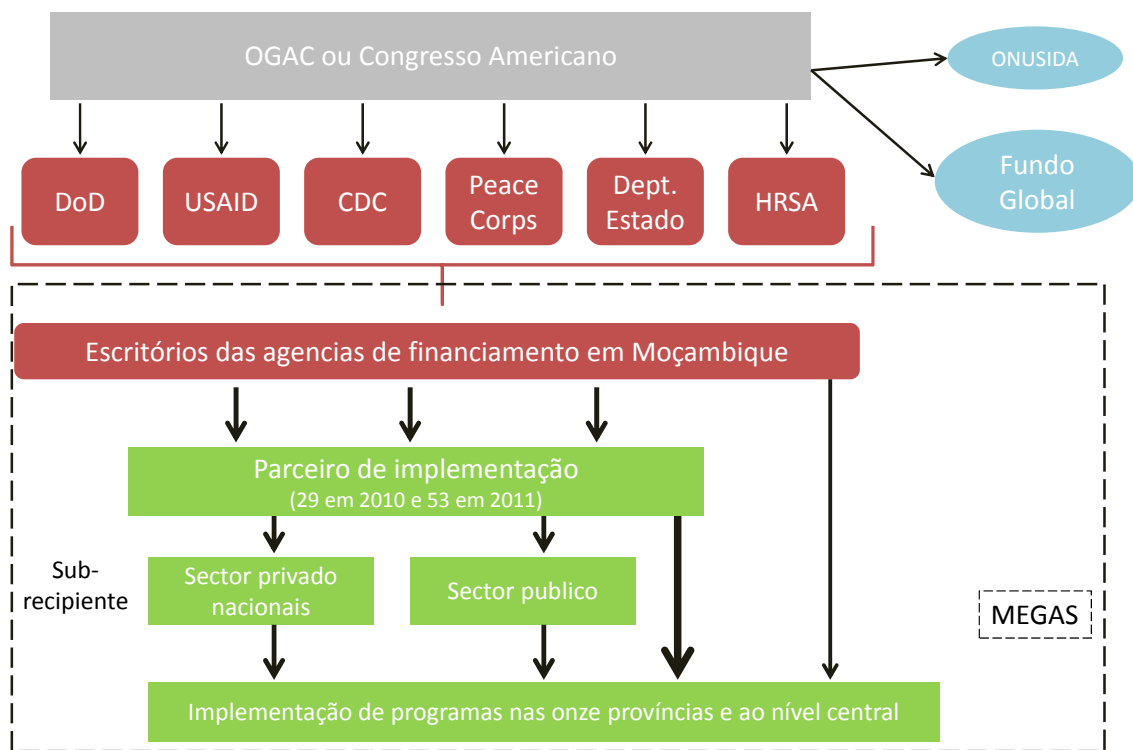 OGAC ou Congresso Americano
ONUSIDA
Fundo
Global
DoD
USAID
CDC
Peace
Corps
Dept.
Estado
HRSA
Escritórios das agencias de financiamento em Moçambique
Parceiro de implementação
(29 em 2010 e 53 em 2011)
Sub-
recipiente
Sector privado
nacionais
Sector publico
MEGAS
Implementação de programas nas onze províncias e ao nível central